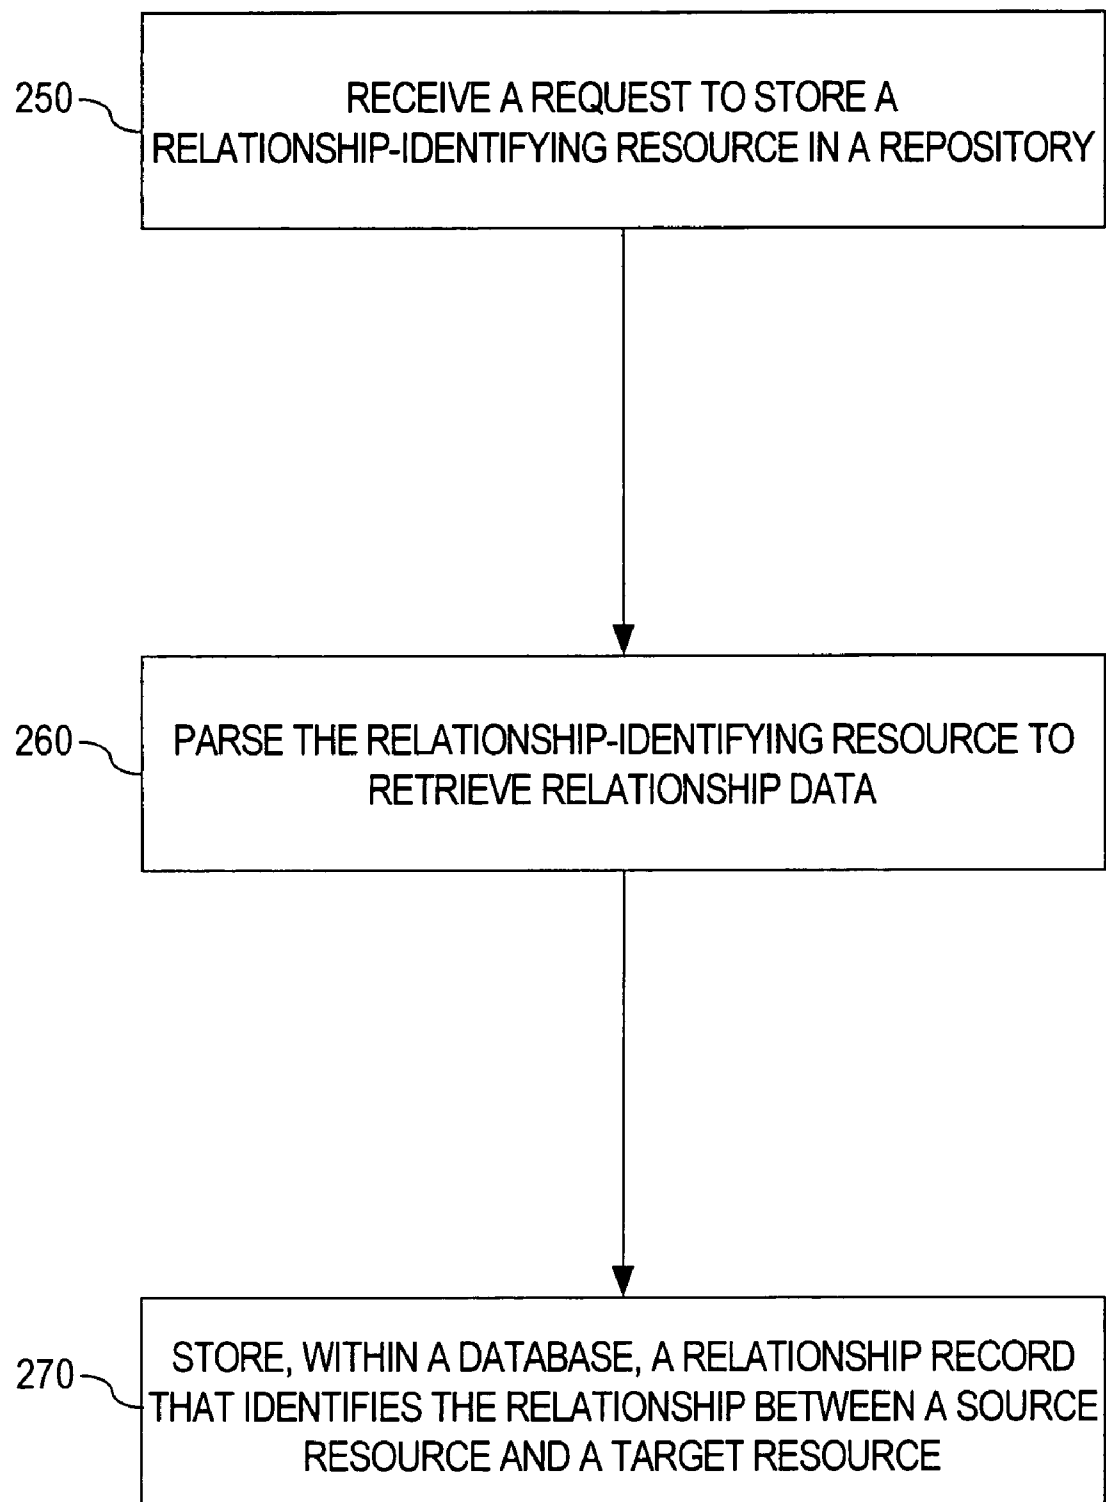 250
RECEIVE A REQUEST TO STORE A
RELATIONSHIP-IDENTIFYING RESOURCE IN A REPOSITORY
260
PARSE THE RELATIONSHIP-IDENTIFYING RESOURCE TO
RETRIEVE RELATIONSHIP DATA
270
STORE, WITHIN A DATABASE, A RELATIONSHIP RECORD
THAT IDENTIFIES THE RELATIONSHIP BETWEEN A SOURCE
RESOURCE AND A TARGET RESOURCE